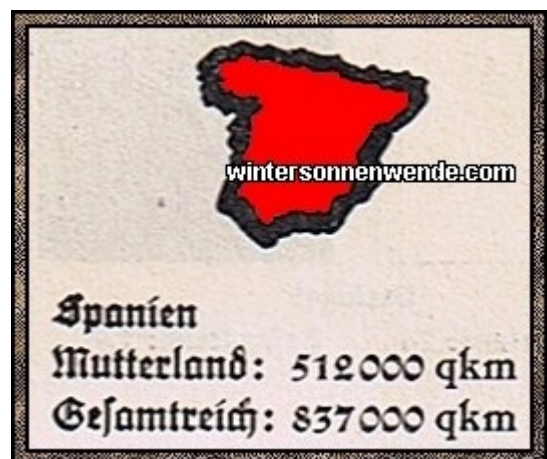 wintersonnenwende.com
Spanien
Mutterland: 512000 qkm
Gesamtreich: 837000 qkm